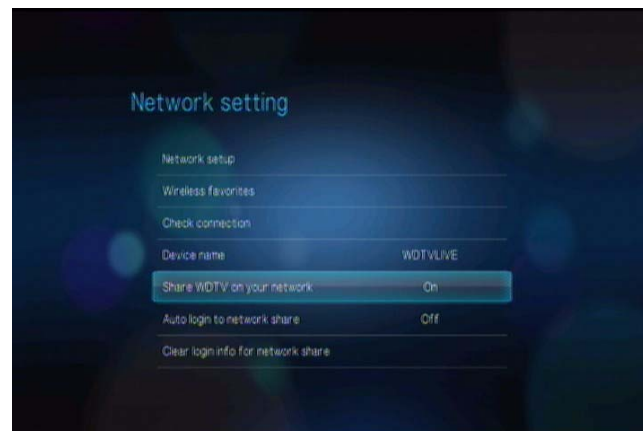 Network setting
Network setup
Wireless favorites
Check connection
Device name WDTVLIVE
Share WDTV on your network On
Auto login to network share Off
Clear login info for network share